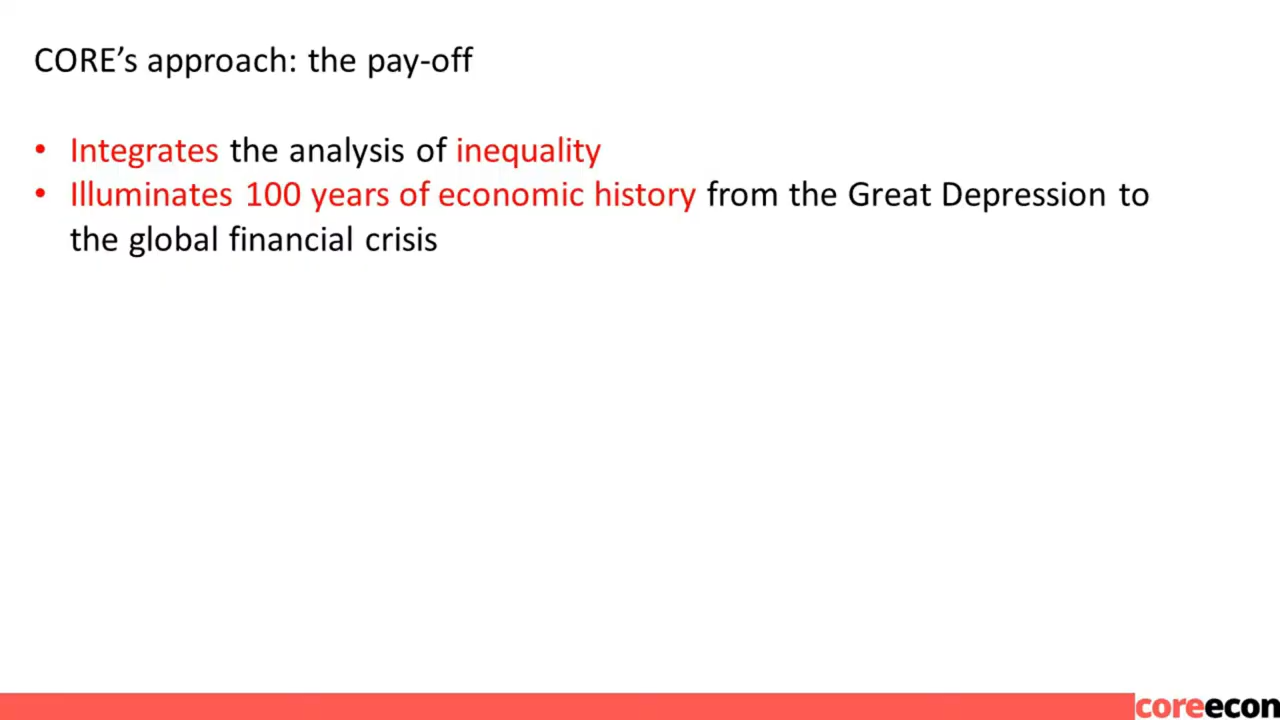 CORE’s approach: the pay-off
• Integrates the analysis of inequality
• Illuminates 100 years of economic history from the Great Depression to
the global financial crisis
coreecon